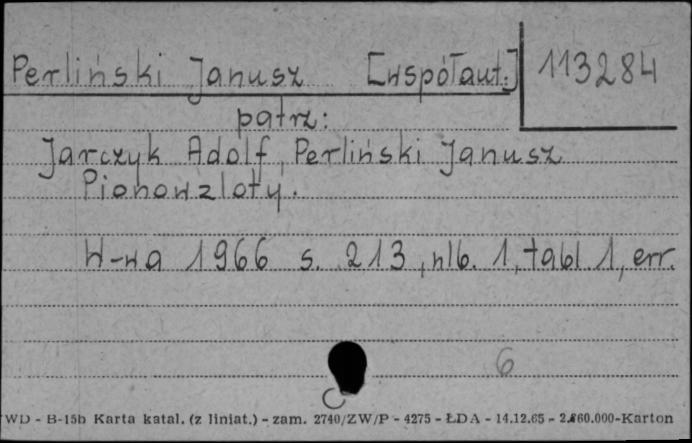 Perliński Janusz [współaut.] 113284
patrz:
Jarczyk Adolf, Perliński Janusz
Pionowzloty.
W-wa 1966 s. 213, nlb. 1, tabl 1, err.
6
WD - B-15b Karta katal. (z liniat.) - zam. 2740/ZW/P - 4275 - ŁDA - 14.12.65 - 2.860.000-Karton